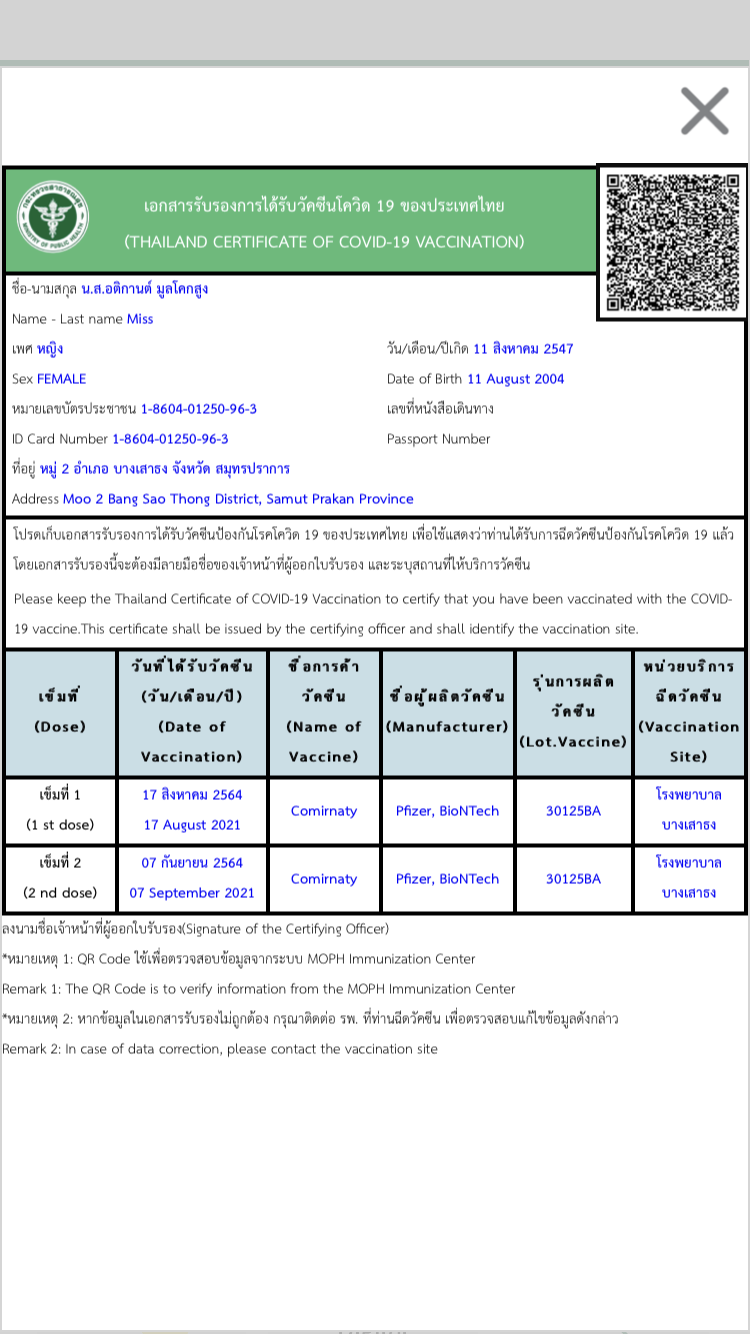 เอกสารรับรองการได้รับวัคซีนโควิด 19 ของประเทศไทย
(THAILAND CERTIFICATE OF COVID-19 VACCINATION)
ชื่อ-นามสกุล น.ส.อติกานต์ มูลโคกสูง
Name - Last name Miss
เพศ หญิง
วัน/เดือน/ปีเกิด 11 สิงหาคม 2547
Sex FEMALE
Date of Birth 11 August 2004
หมายเลขบัตรประชาชน 1-8604-01250-96-3
เลขที่หนังสือเดินทาง
ID Card Number 1-8604-01250-96-3
Passport Number
ที่อยู่ หมู่ 2 อำเภอ บางเสาธง จังหวัด สมุทรปราการ
Address Moo 2 Bang Sao Thong District, Samut Prakan Province
โปรดเก็บเอกสารรับรองการได้รับวัคซีนป้องกันโรคโควิด 19 ของประเทศไทย เพื่อใช้แสดงว่าท่านได้รับการฉีดวัคซีนป้องกันโรคโควิด 19 แล้ว
โดยเอกสารรับรองนี้จะต้องมีลายมือชื่อของเจ้าหน้าที่ผู้ออกใบรับรอง และระบุสถานที่ให้บริการวัคซีน
Please keep the Thailand Certificate of COVID-19 Vaccination to certify that you have been vaccinated with the COVID-
19 vaccine.This certificate shall be issued by the certifying officer and shall identify the vaccination site.
เข็มที่
(Dose)
วันที่ได้รับวัคซีน
(วัน/เดือน/ปี)
(Date of
Vaccination)
ชื่อการค้า
วัคซีน
(Name of
Vaccine)
ชื่อผู้ผลิตวัคซีน
(Manufacturer)
รุ่นการผลิต
วัคซีน
(Lot.Vaccine)
หน่วยบริการ
ฉีดวัคซีน
(Vaccination
Site)
เข็มที่ 1
(1 st dose)
17 สิงหาคม 2564
17 August 2021
Comirnaty
Pfizer, BioNTech
30125BA
โรงพยาบาล
บางเสาธง
เข็มที่ 2
(2 nd dose)
07 กันยายน 2564
07 September 2021
Comirnaty
Pfizer, BioNTech
30125BA
โรงพยาบาล
บางเสาธง
ลงนามชื่อเจ้าหน้าที่ผู้ออกใบรับรอง(Signature of the Certifying Officer)
*หมายเหตุ 1: QR Code ใช้เพื่อตรวจสอบข้อมูลจากระบบ MOPH Immunization Center
Remark 1: The QR Code is to verify information from the MOPH Immunization Center
*หมายเหตุ 2: หากข้อมูลในเอกสารรับรองไม่ถูกต้อง กรุณาติดต่อ รพ. ที่ท่านฉีดวัคซีน เพื่อตรวจสอบแก้ไขข้อมูลดังกล่าว
Remark 2: In case of data correction, please contact the vaccination site